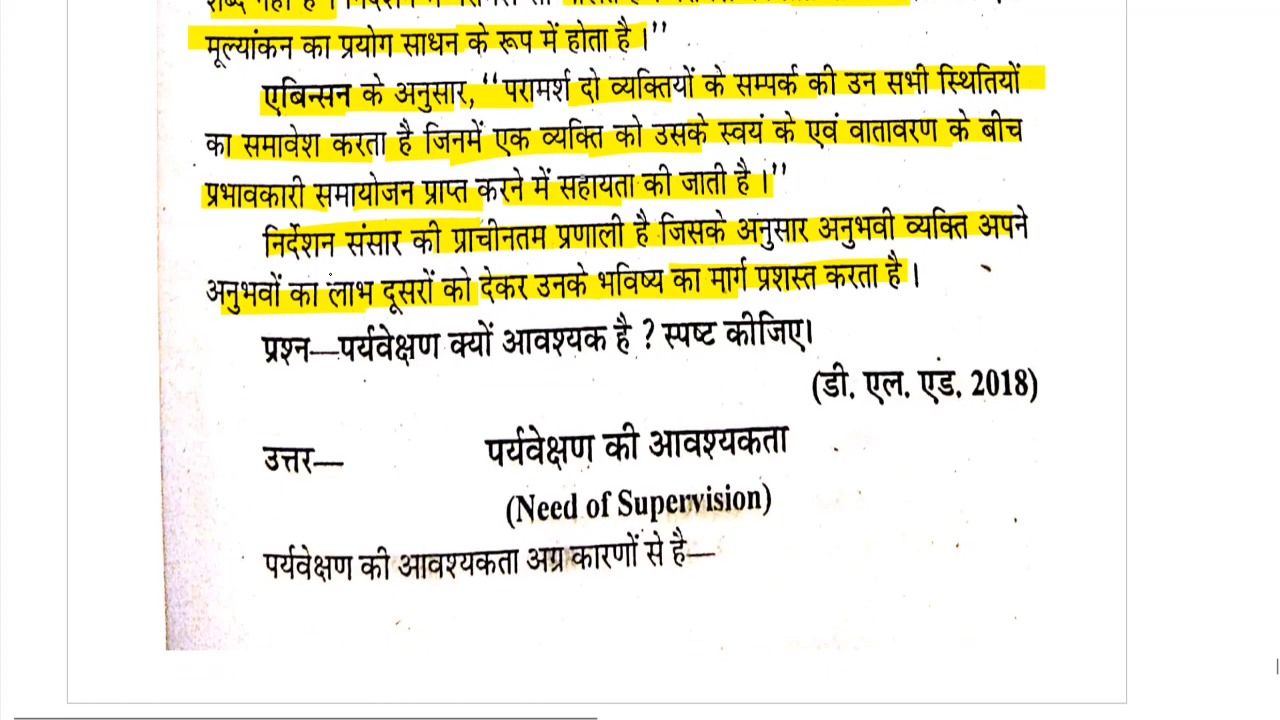 मूल्यांकन का प्रयोग साधन के रूप में होता है।”
एबिन्सन के अनुसार, “परामर्श दो व्यक्तियों के सम्पर्क की उन सभी स्थितियों
का समावेश करता है जिनमें एक व्यक्ति को उसके स्वयं के एवं वातावरण के बीच
प्रभावकारी समायोजन प्राप्त करने में सहायता की जाती है।”
निर्देशन संसार की प्राचीनतम प्रणाली है जिसके अनुसार अनुभवी व्यक्ति अपने
अनुभवों का लाभ दूसरों को देकर उनके भविष्य का मार्ग प्रशस्त करता है।
प्रश्न—पर्यवेक्षण क्यों आवश्यक है ? स्पष्ट कीजिए।
(डी. एल. एड. 2018)
उत्तर— पर्यवेक्षण की आवश्यकता
(Need of Supervision)
पर्यवेक्षण की आवश्यकता अग्र कारणों से है—